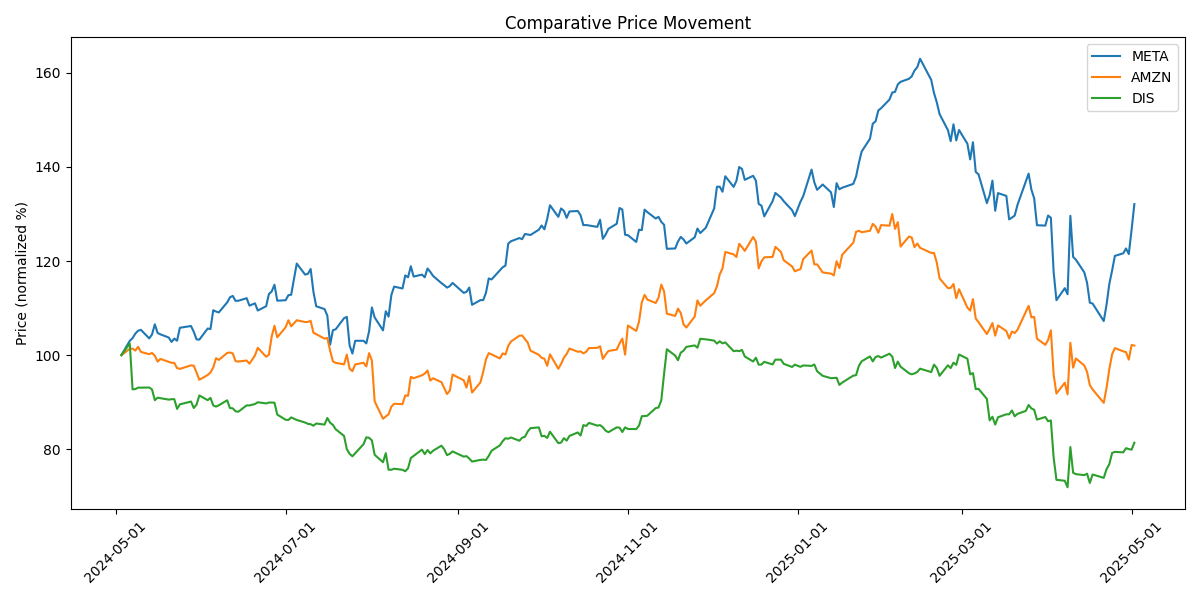 Comparative Price Movement
META
AMZN
DIS
Price (normalized %)
160
140
120
100
80
2024-05-01
2024-07-01
2024-09-01
2024-11-01
2025-01-01
2025-03-01
2025-05-01